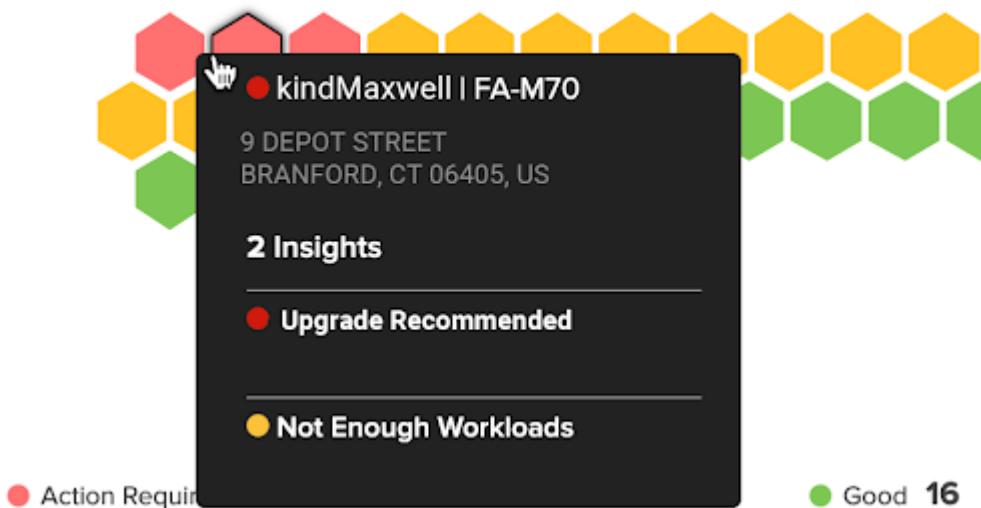 kindMaxwell | FA-M70
9 DEPOT STREET
BRANFORD, CT 06405, US
2 Insights
Upgrade Recommended
Not Enough Workloads
Action Requir
Good 16